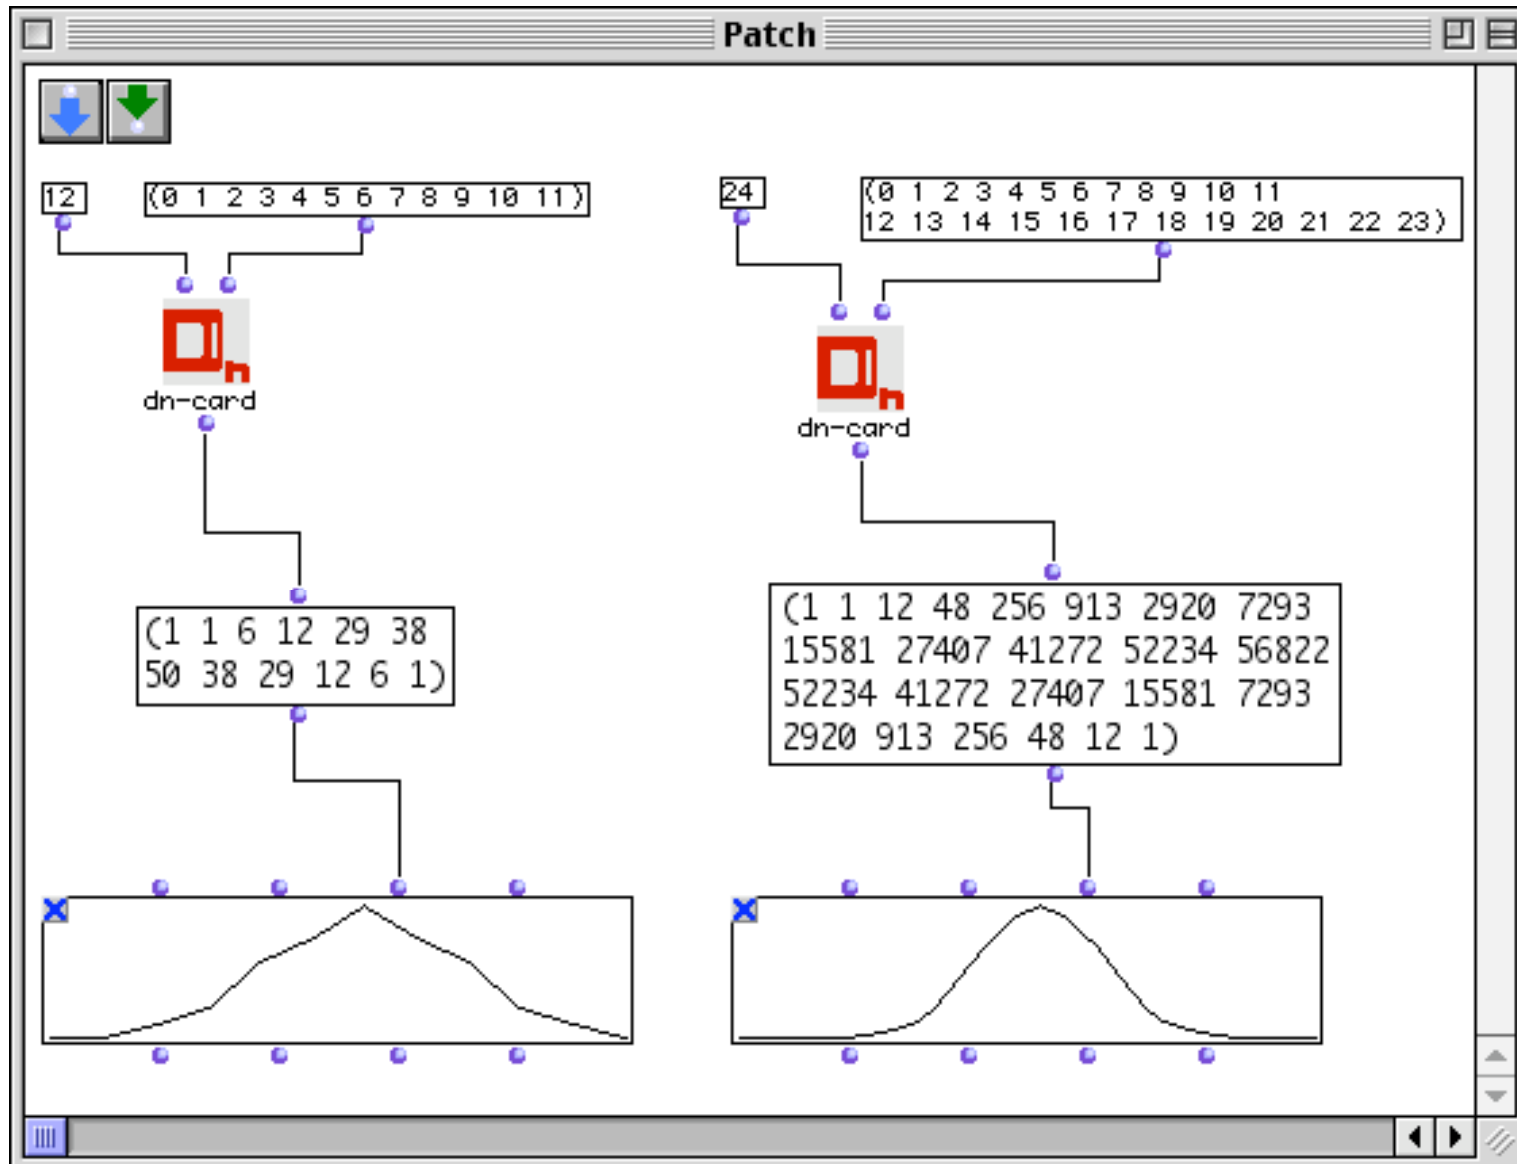 Patch
12
(0 1 2 3 4 5 6 7 8 9 10 11)
dn-card
(1 1 6 12 29 38
50 38 29 12 6 1)
24
(0 1 2 3 4 5 6 7 8 9 10 11
12 13 14 15 16 17 18 19 20 21 22 23)
dn-card
(1 1 12 48 256 913 2920 7293
15581 27407 41272 52234 56822
52234 41272 27407 15581 7293
2920 913 256 48 12 1)